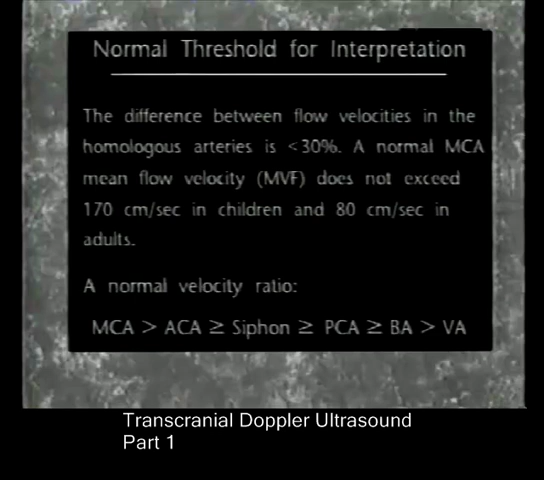 Normal Threshold for Interpretation
The difference between flow velocities in the
homologous arteries is <30%. A normal MCA
mean flow velocity (MVF) does not exceed
170 cm/sec in children and 80 cm/sec in
adults.
A normal velocity ratio:
MCA > ACA ≥ Siphon ≥ PCA ≥ BA > VA
Transcranial Doppler Ultrasound
Part 1